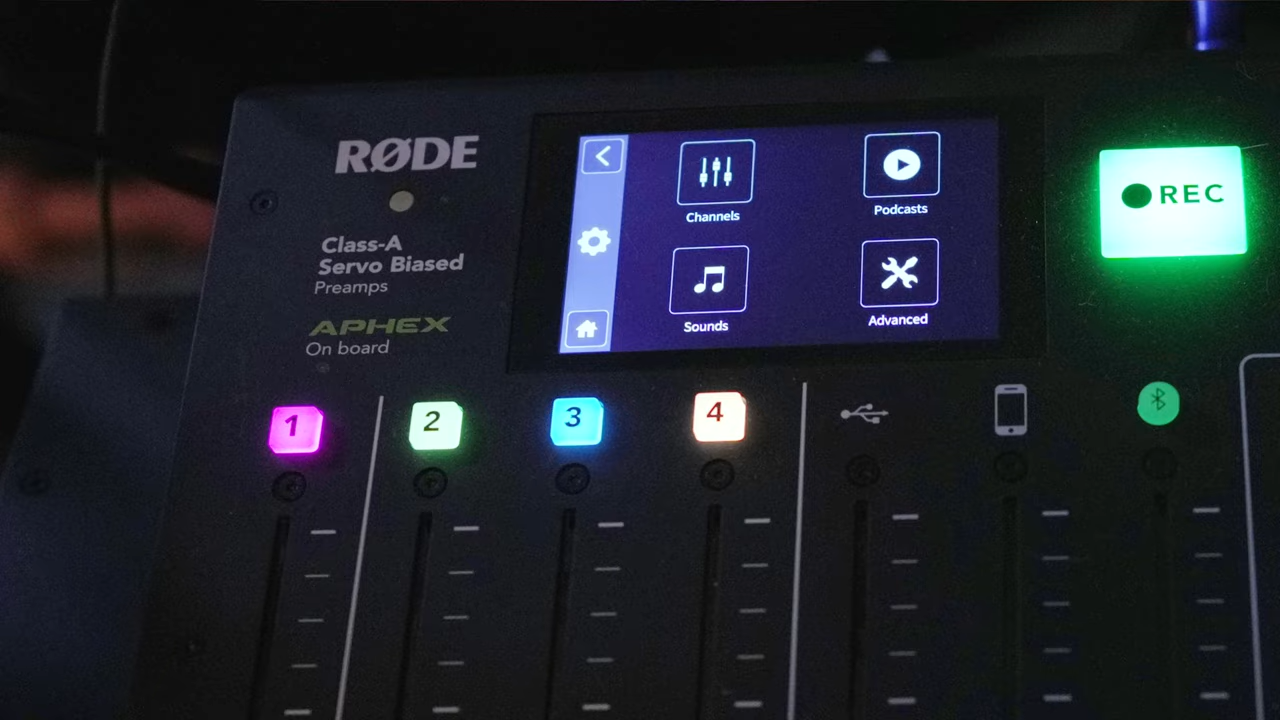 RØDE
Class-A
Servo Biased
Preamps
APHEX
On board
Channels
Podcasts
Sounds
Advanced
REC
1
2
3
4